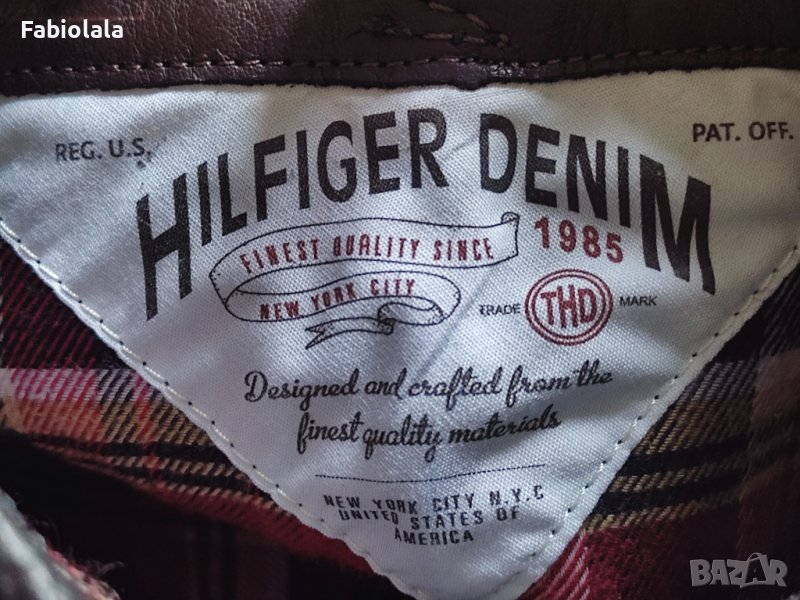 Fabiolala
REG. U.S.
PAT. OFF.
HILFIGER DENIM
FINEST QUALITY SINCE 1985
NEW YORK CITY
TRADE THD MARK
Designed and crafted from the
finest quality materials
NEW YORK CITY N.Y.C
UNITED STATES OF
AMERICA
BAZAR